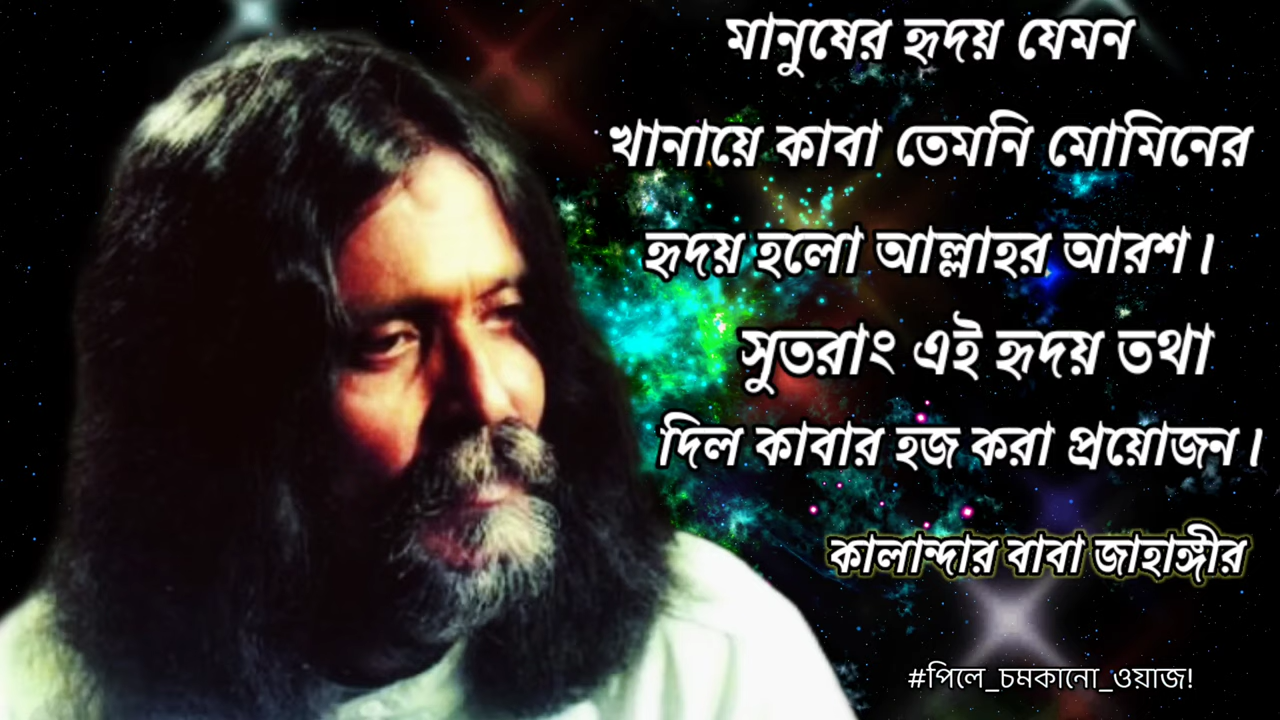 মানুষের হৃদয় যেমন
খানায়ে কাবা তেমনি মোমিনের
হৃদয় হলো আল্লাহর আরশ।
সুতরাং এই হৃদয় তথা
দিল কাবার হজ করা প্রয়োজন।
কালান্দার বাবা জাহাঙ্গীর
#পিলে_চমকানো_ওয়াজ!